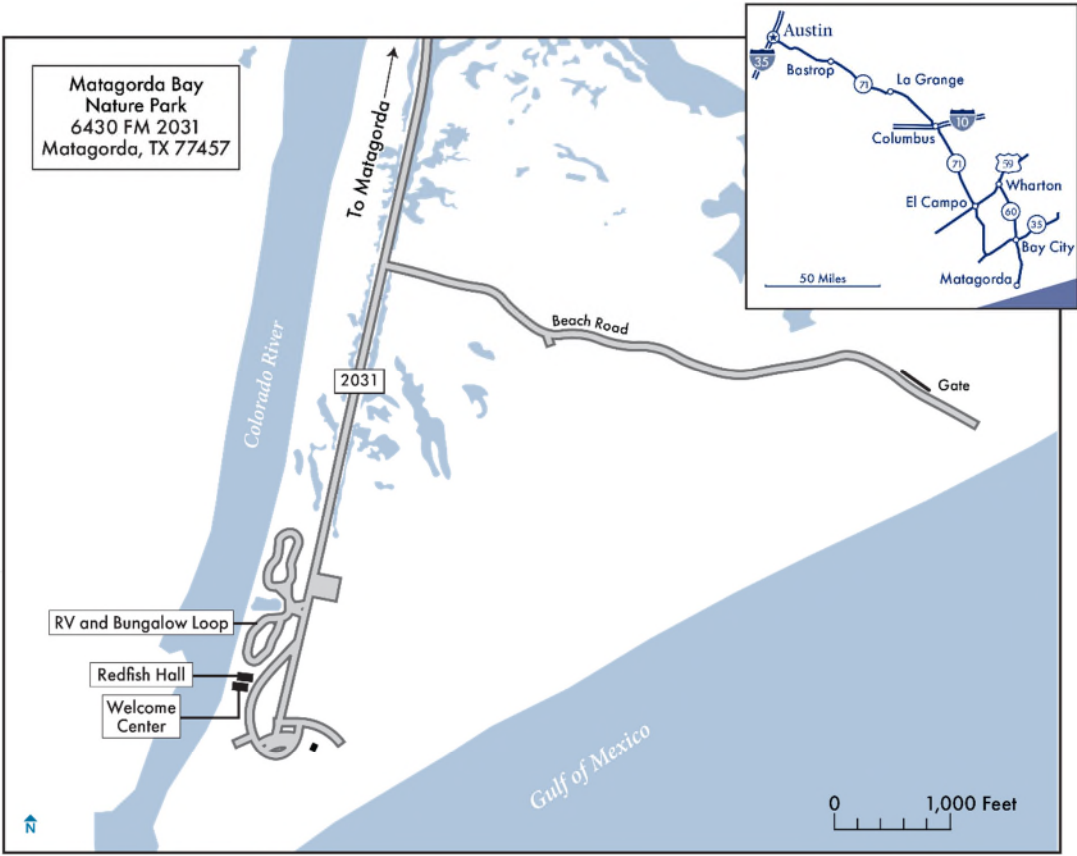 Matagorda Bay
Nature Park
6430 FM 2031
Matagorda, TX 77457
To Matagorda
Austin
35
Bastrop
71
La Grange
10
Columbus
71
59
Wharton
El Campo
60
35
Bay City
Matagorda
50 Miles
Beach Road
Colorado River
2031
Gate
RV and Bungalow Loop
Redfish Hall
Welcome
Center
Gulf of Mexico
0 1,000 Feet
N